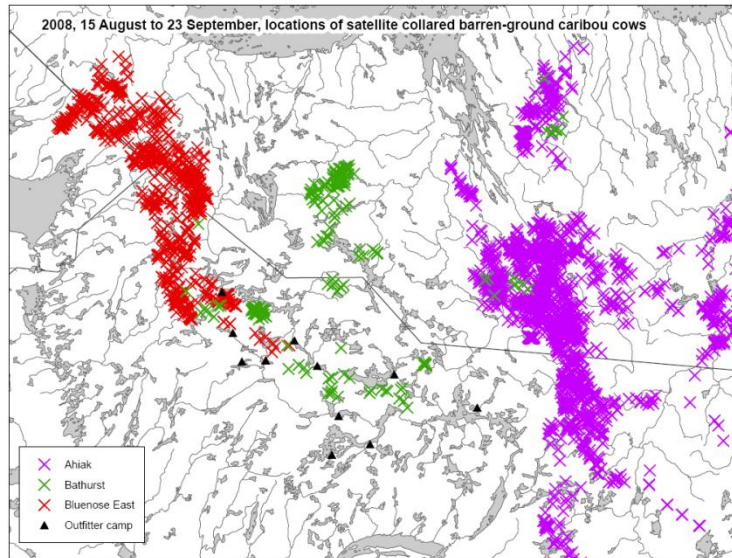 2008, 15 August to 23 September, locations of satellite collared barren-ground caribou cows
Ahiak
Bathurst
Bluenose East
Outfitter camp